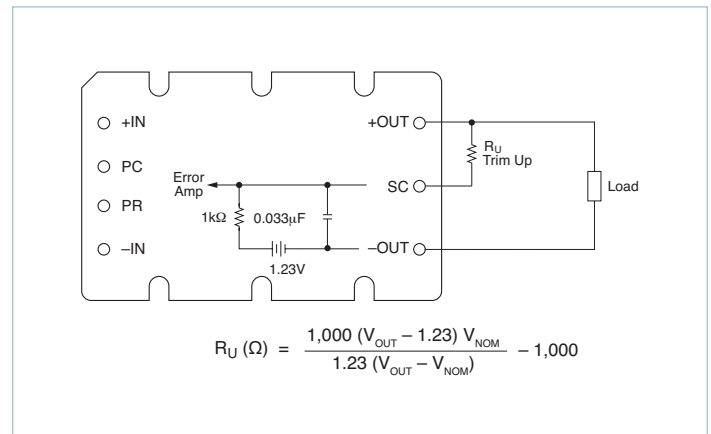 +IN
+OUT
R_U
Trim Up
PC
Error
Amp
SC
Load
PR
1kΩ
0.033µF
–IN
–OUT
1.23V
R_U (Ω) = 1,000 (V_OUT – 1.23) V_NOM / 1.23 (V_OUT – V_NOM) – 1,000